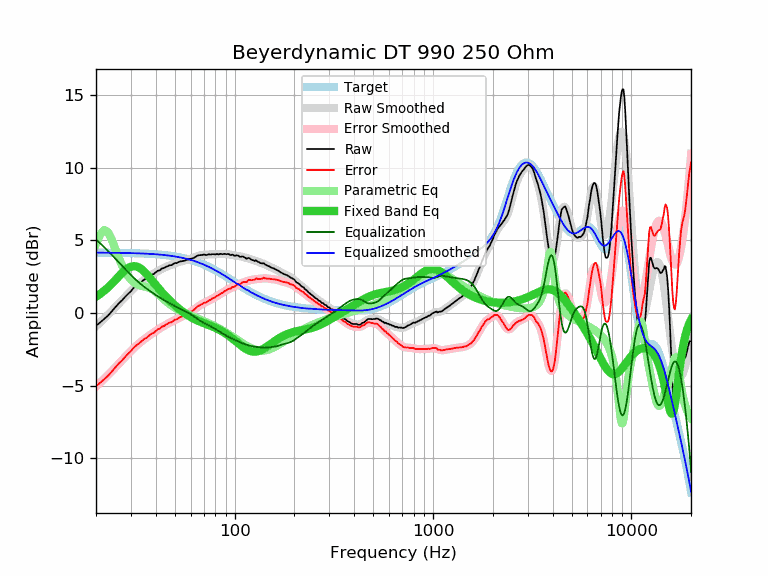 Beyerdynamic DT 990 250 Ohm
Target
Raw Smoothed
Error Smoothed
Raw
Error
Parametric Eq
Fixed Band Eq
Equalization
Equalized smoothed
15
10
5
0
−5
−10
Amplitude (dBr)
100
1000
10000
Frequency (Hz)